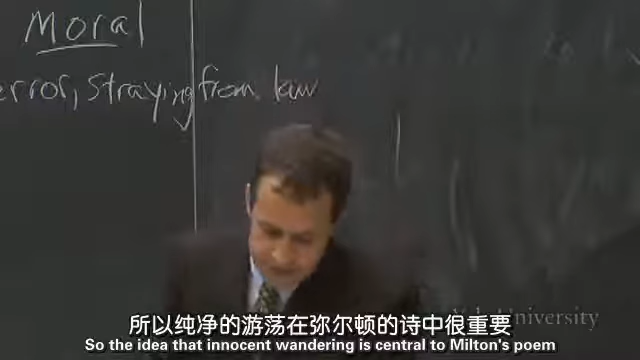 Moral
error, straying from law
University
所以纯净的游荡在弥尔顿的诗中很重要
So the idea that innocent wandering is central to Milton's poem